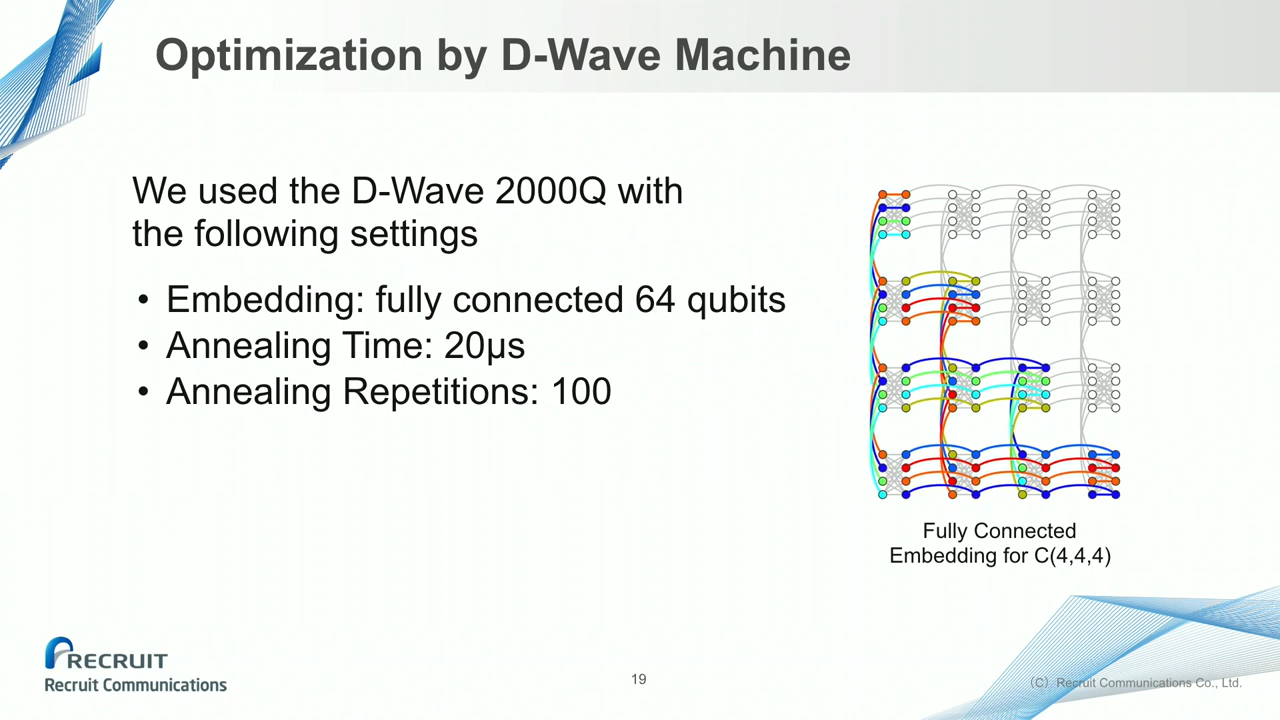 Optimization by D-Wave Machine
We used the D-Wave 2000Q with
the following settings
• Embedding: fully connected 64 qubits
• Annealing Time: 20μs
• Annealing Repetitions: 100
Fully Connected
Embedding for C(4,4,4)
RECRUIT
Recruit Communications
19
（C）Recruit Communications Co., Ltd.